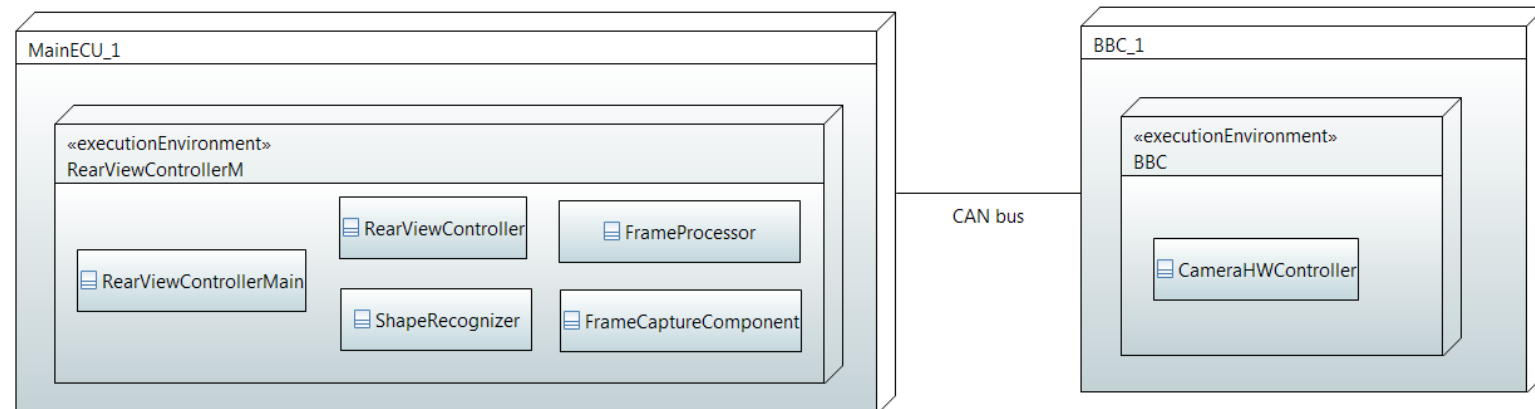 MainECU_1
«executionEnvironment»
RearViewControllerM
RearViewControllerMain
RearViewController
FrameProcessor
ShapeRecognizer
FrameCaptureComponent
CAN bus
BBC_1
«executionEnvironment»
BBC
CameraHWController